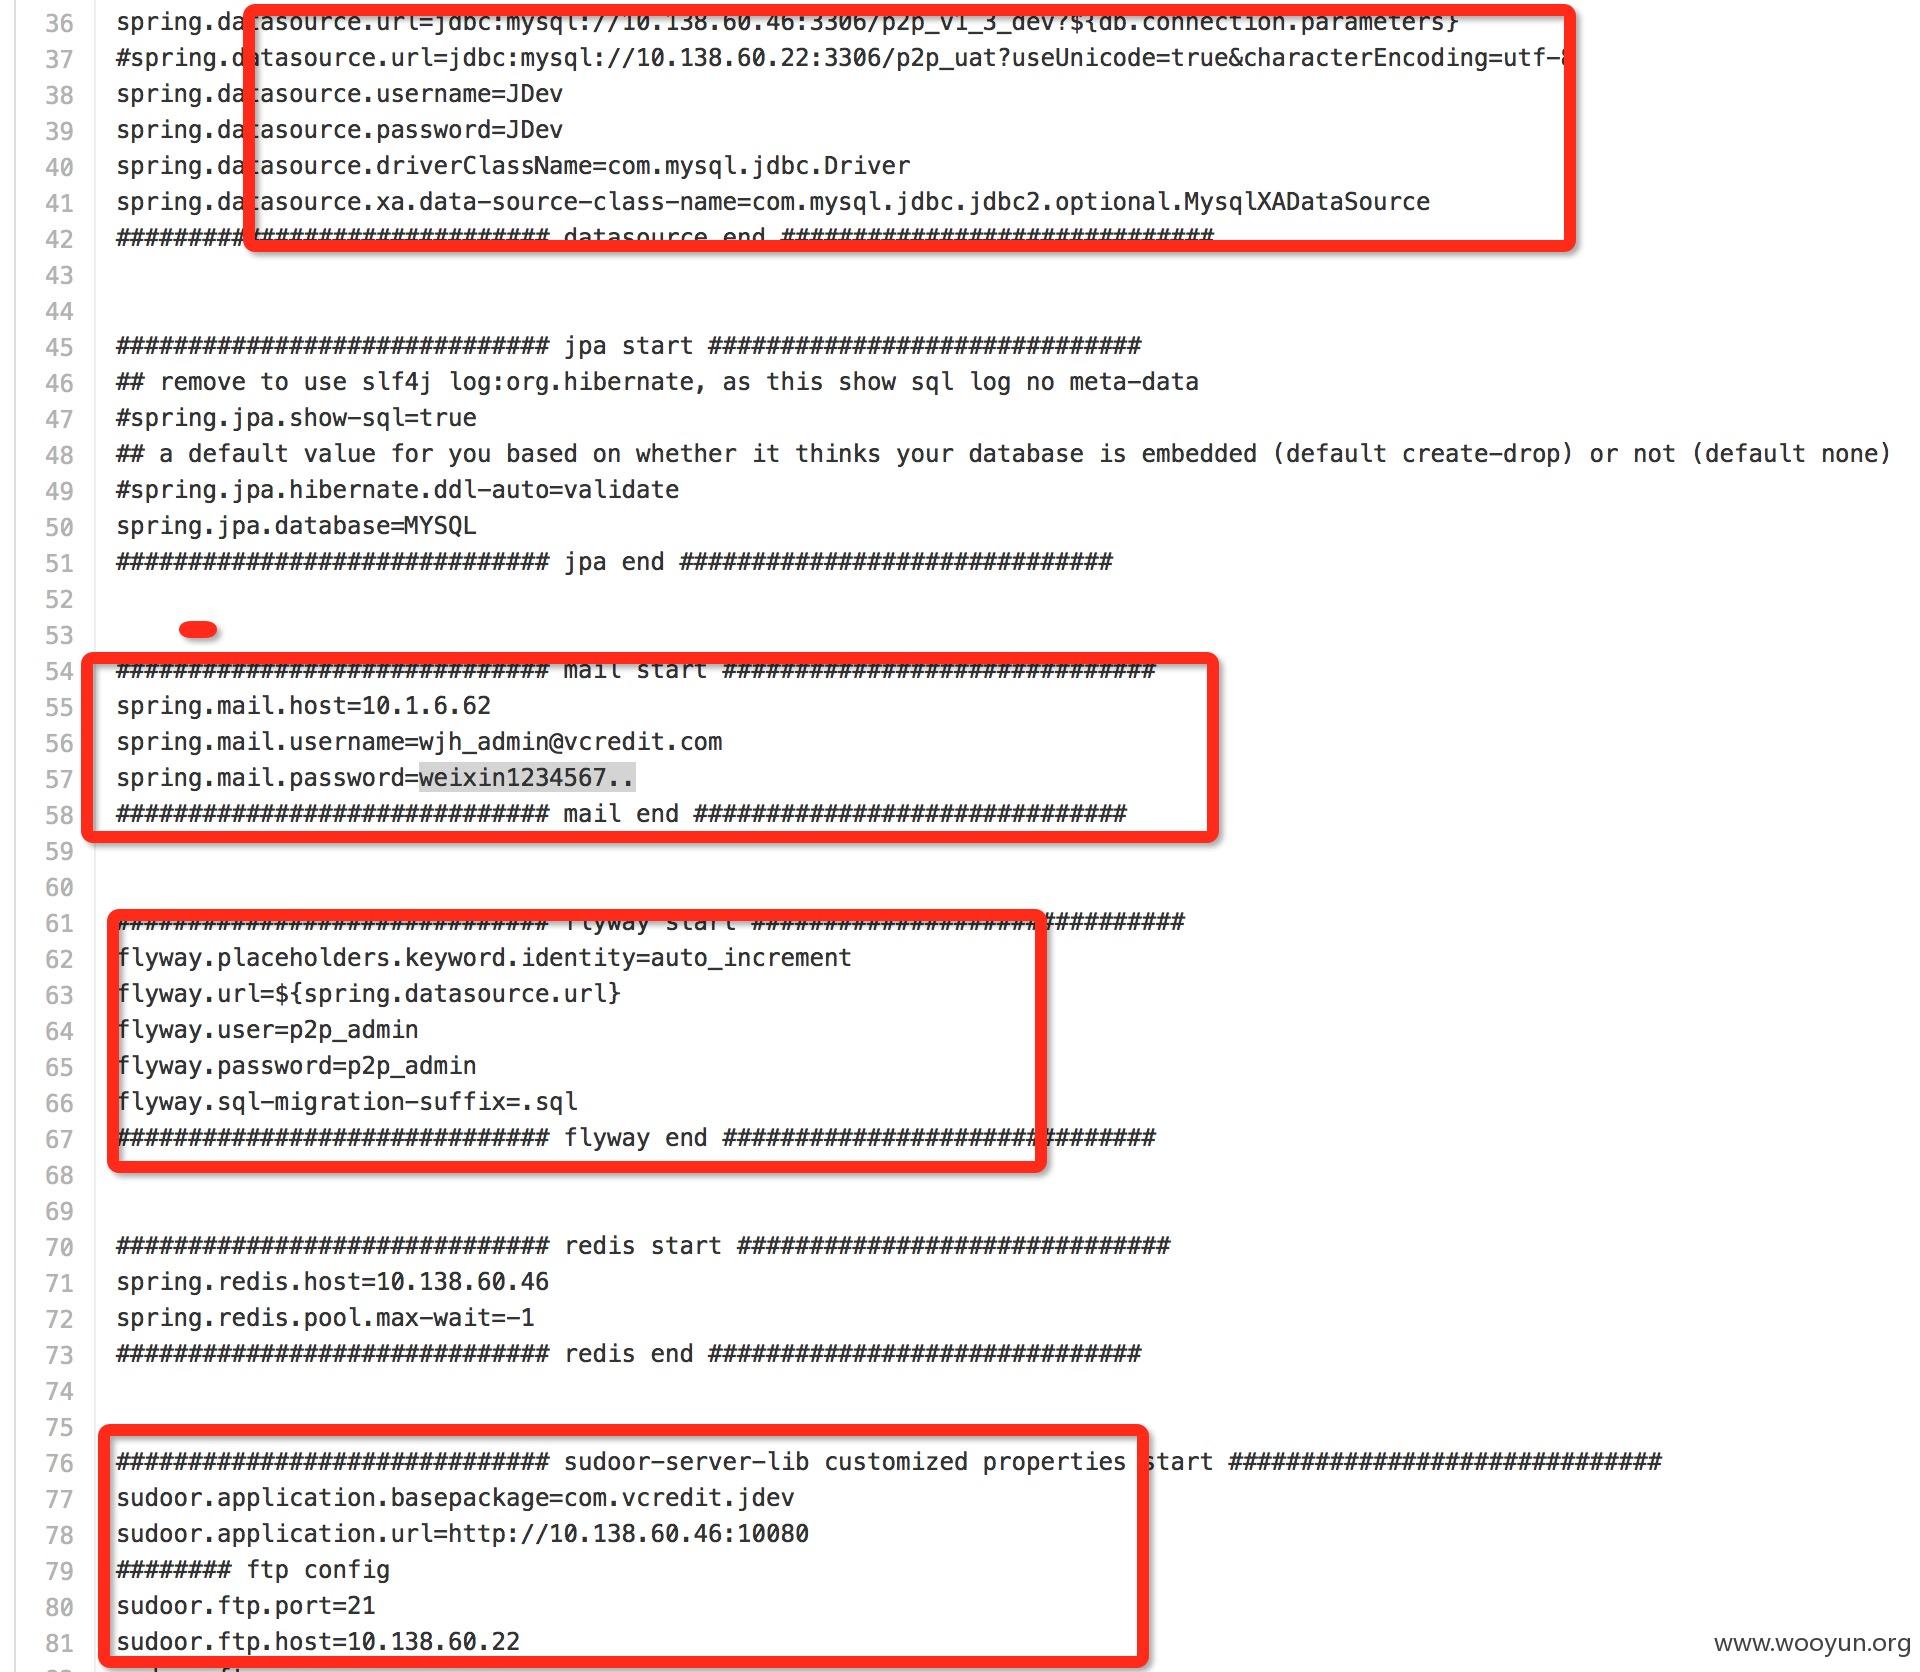 36 spring.datasource.url=jdbc:mysql://10.138.60.46:3306/p2p_v1_3_dev?${db.connection.parameters}
37 #spring.datasource.url=jdbc:mysql://10.138.60.22:3306/p2p_uat?useUnicode=true&characterEncoding=utf-8
38 spring.datasource.username=JDev
39 spring.datasource.password=JDev
40 spring.datasource.driverClassName=com.mysql.jdbc.Driver
41 spring.datasource.xa.data-source-class-name=com.mysql.jdbc.jdbc2.optional.MysqlXADataSource
42 ############################## datasource end ##############################
43
44
45 ############################## jpa start ##############################
46 ## remove to use slf4j log:org.hibernate, as this show sql log no meta-data
47 #spring.jpa.show-sql=true
48 ## a default value for you based on whether it thinks your database is embedded (default create-drop) or not (default none)
49 #spring.jpa.hibernate.ddl-auto=validate
50 spring.jpa.database=MYSQL
51 ############################## jpa end ##############################
52
53
54 ############################## mail start ##############################
55 spring.mail.host=10.1.6.62
56 spring.mail.username=wjh_admin@vcredit.com
57 spring.mail.password=weixin1234567..
58 ############################## mail end ##############################
59
60
61 ############################## flyway start ##############################
62 flyway.placeholders.keyword.identity=auto_increment
63 flyway.url=${spring.datasource.url}
64 flyway.user=p2p_admin
65 flyway.password=p2p_admin
66 flyway.sql-migration-suffix=.sql
67 ############################## flyway end ##############################
68
69
70 ############################## redis start ##############################
71 spring.redis.host=10.138.60.46
72 spring.redis.pool.max-wait=-1
73 ############################## redis end ##############################
74
75
76 ############################## sudoor-server-lib customized properties start ##############################
77 sudoor.application.basepackage=com.vcredit.jdev
78 sudoor.application.url=http://10.138.60.46:10080
79 ######## ftp config
80 sudoor.ftp.port=21
81 sudoor.ftp.host=10.138.60.22
www.wooyun.org